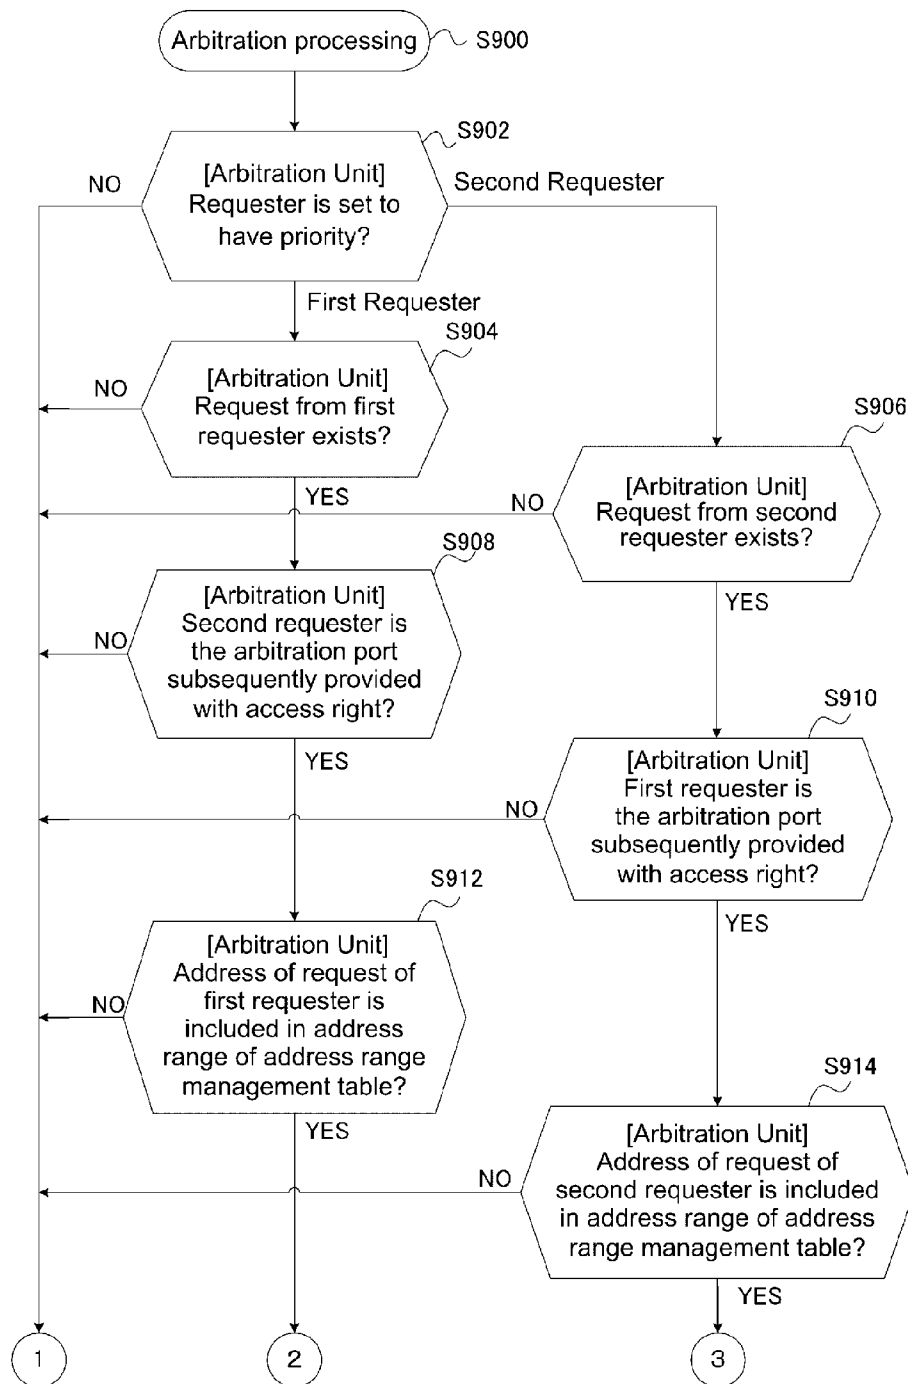 Arbitration processing
S900
S902
[Arbitration Unit]
Requester is set to
have priority?
NO
Second Requester
First Requester
S904
[Arbitration Unit]
Request from first
requester exists?
NO
YES
S906
[Arbitration Unit]
Request from second
requester exists?
NO
YES
S908
[Arbitration Unit]
Second requester is
the arbitration port
subsequently provided
with access right?
NO
YES
S910
[Arbitration Unit]
First requester is
the arbitration port
subsequently provided
with access right?
NO
YES
S912
[Arbitration Unit]
Address of request of
first requester is
included in address
range of address range
management table?
NO
YES
S914
[Arbitration Unit]
Address of request of
second requester is included
in address range of address
range management table?
NO
YES
1
2
3